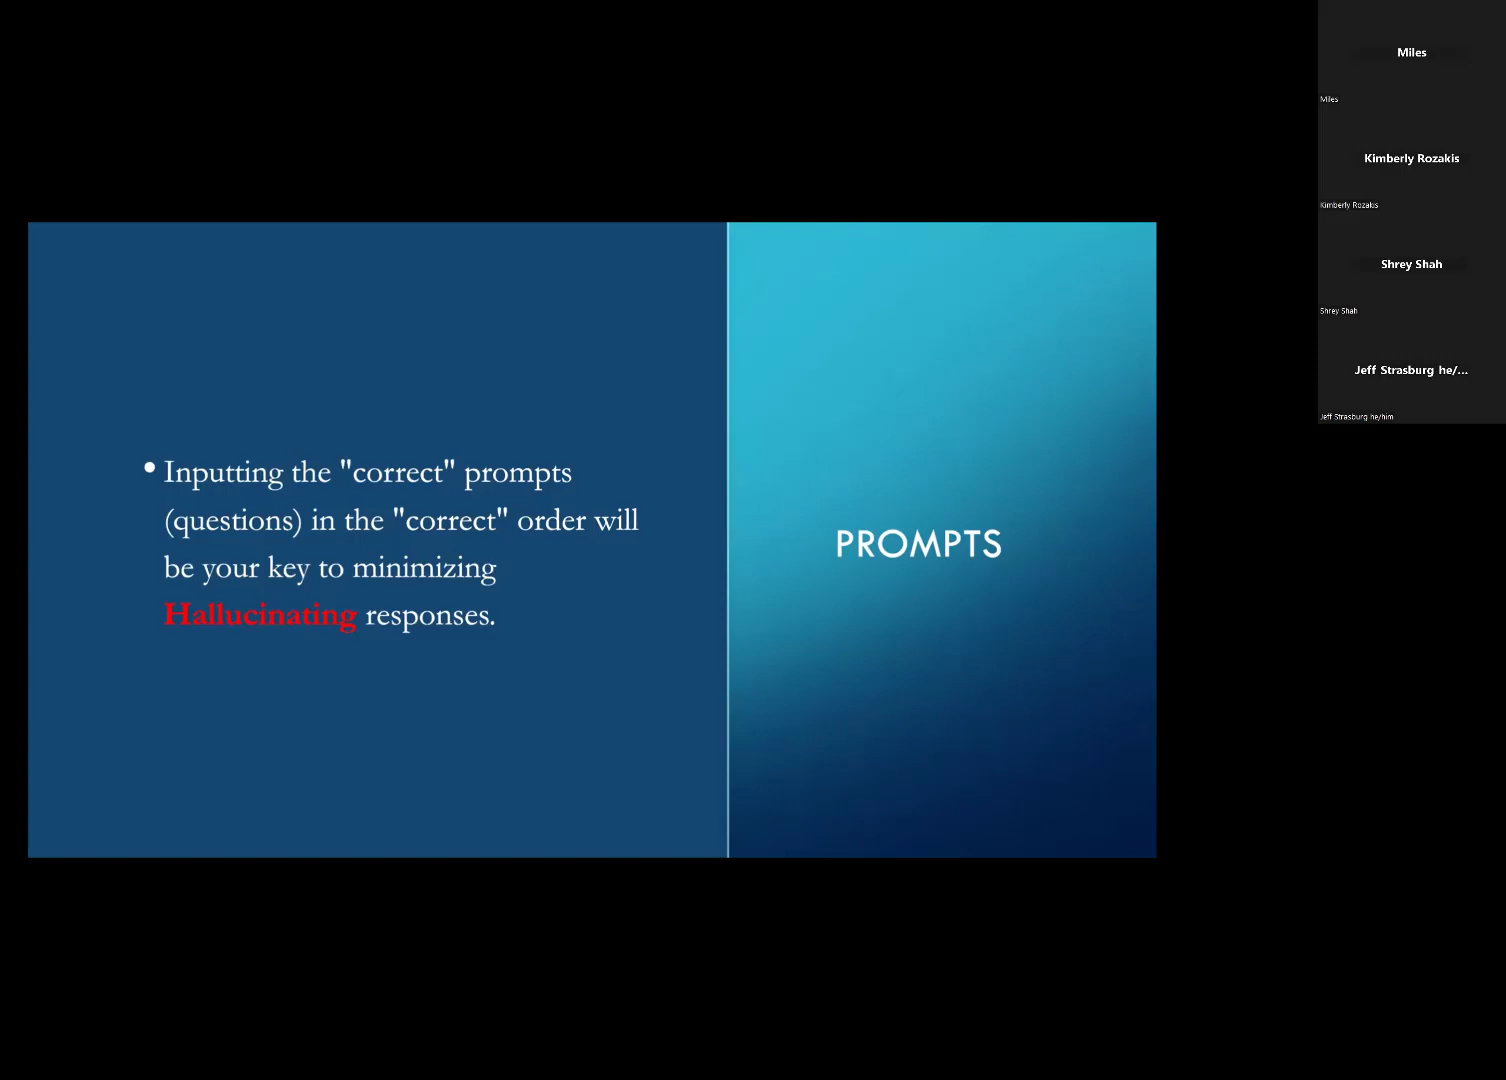 • Inputting the "correct" prompts
(questions) in the "correct" order will
be your key to minimizing
Hallucinating responses.
PROMPTS
Miles
Miles
Kimberly Rozakis
Kimberly Rozakis
Shrey Shah
Shrey Shah
Jeff Strasburg he/...
Jeff Strasburg he/him